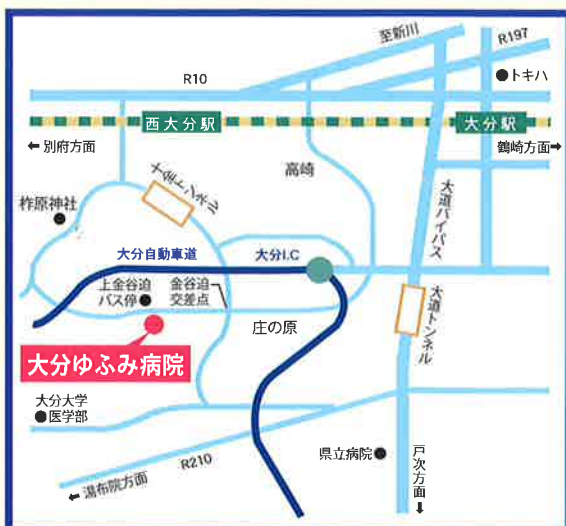 至新川
R197
R10
●トキハ
西大分駅
大分駅
← 別府方面
鶴崎方面→
十余トンネル
高崎
大道バイパス
柞原神社
大分自動車道
大分I.C
上金谷迫
バス停●
金谷迫
交差点
大道トンネル
庄の原
大分ゆふみ病院
大分大学
●医学部
県立病院●
戸次方面→
R210
← 湯布院方面